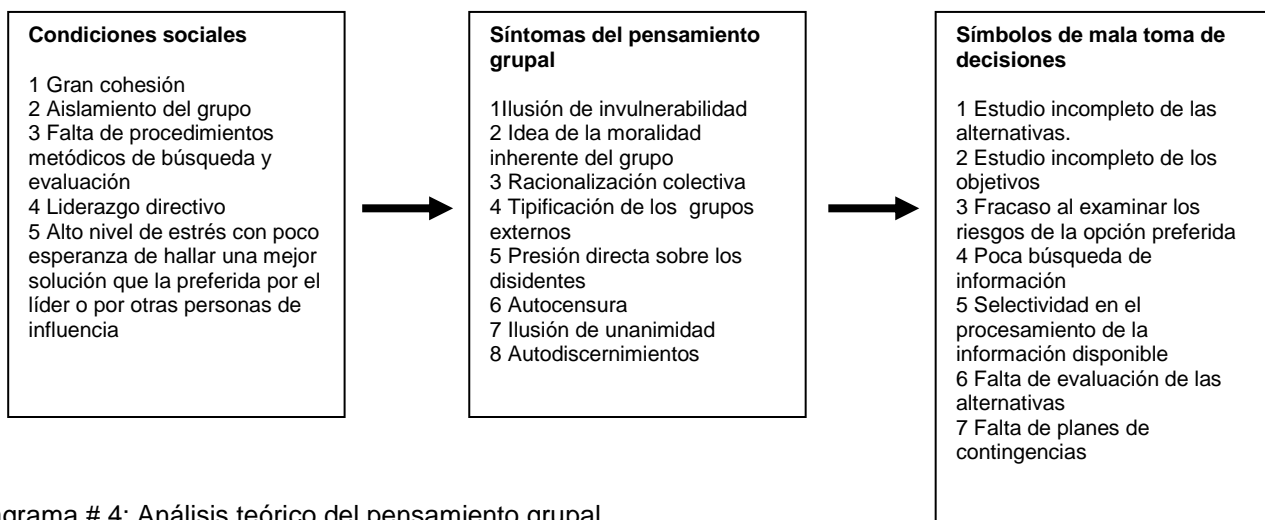 Condiciones sociales
1 Gran cohesión
2 Aislamiento del grupo
3 Falta de procedimientos
metódicos de búsqueda y
evaluación
4 Liderazgo directivo
5 Alto nivel de estrés con poco
esperanza de hallar una mejor
solución que la preferida por el
líder o por otras personas de
influencia
Síntomas del pensamiento
grupal
1Ilusión de invulnerabilidad
2 Idea de la moralidad
inherente del grupo
3 Racionalización colectiva
4 Tipificación de los grupos
externos
5 Presión directa sobre los
disidentes
6 Autocensura
7 Ilusión de unanimidad
8 Autodiscernimientos
Símbolos de mala toma de
decisiones
1 Estudio incompleto de las
alternativas.
2 Estudio incompleto de los
objetivos
3 Fracaso al examinar los
riesgos de la opción preferida
4 Poca búsqueda de
información
5 Selectividad en el
procesamiento de la
información disponible
6 Falta de evaluación de las
alternativas
7 Falta de planes de
contingencias
agrama # 4: Análisis teórico del pensamiento grupal